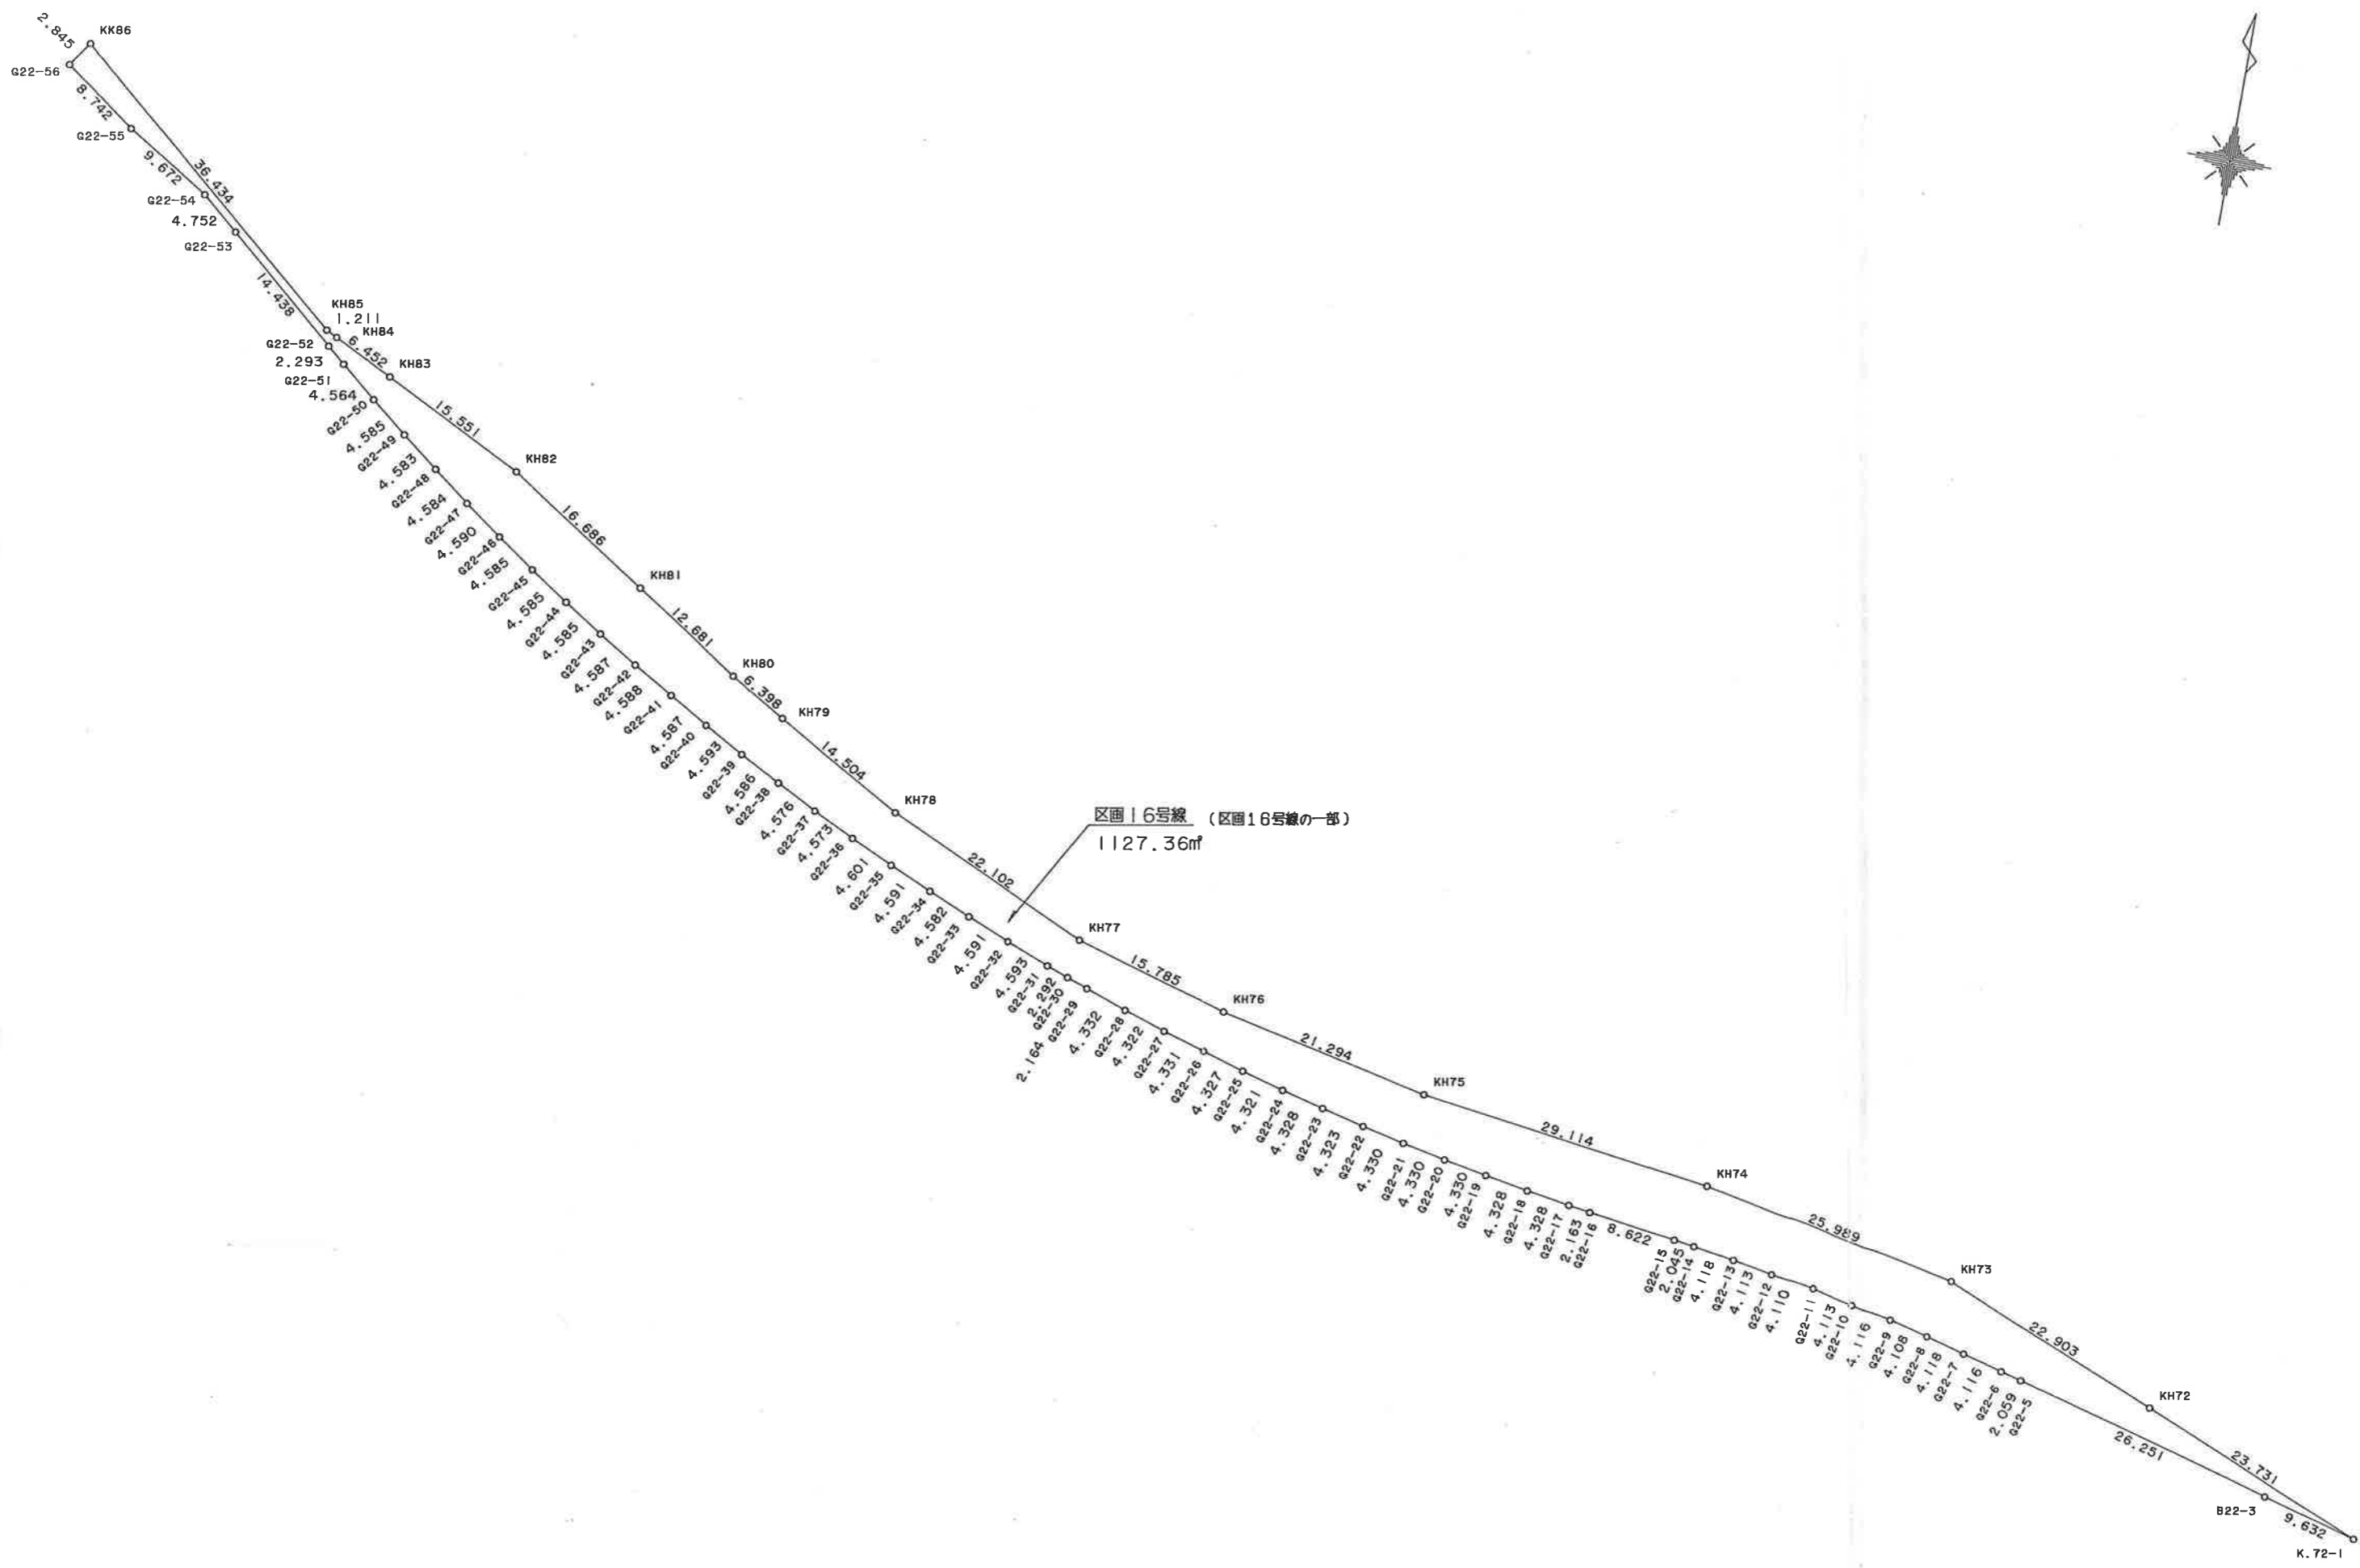 KK86
2.845
G22-56
8.742
G22-55
9.672
36.434
G22-54
4.752
G22-53
14.438
KH85
1.211
KH84
G22-52
6.452
KH83
2.293
G22-51
4.564
G22-50
4.585
G22-49
4.583
G22-48
4.584
G22-47
4.590
G22-46
4.585
G22-45
4.585
G22-44
4.585
G22-43
4.587
G22-42
4.588
G22-41
4.587
G22-40
4.593
G22-39
4.586
G22-38
4.576
G22-37
4.573
G22-36
4.601
G22-35
4.591
G22-34
4.582
G22-33
4.591
G22-32
4.593
G22-31
2.292
G22-30
2.164
G22-29
4.332
G22-28
4.322
G22-27
4.331
G22-26
4.327
G22-25
4.321
G22-24
4.328
G22-23
4.323
G22-22
4.330
G22-21
4.330
G22-20
4.330
G22-19
4.328
G22-18
4.328
G22-17
2.163
G22-16
8.622
G22-15
2.045
G22-14
4.118
G22-13
4.113
G22-12
4.110
G22-11
4.113
G22-10
4.116
G22-9
4.108
G22-8
4.118
G22-7
4.116
G22-6
2.059
G22-5
26.251
B22-3
9.632
K.72-1
15.551
KH82
16.686
KH81
12.681
KH80
6.398
KH79
14.504
KH78
区画16号線 (区画16号線の一部)
1127.36㎡
22.102
KH77
15.785
KH76
21.294
KH75
29.114
KH74
25.989
KH73
22.903
KH72
23.731